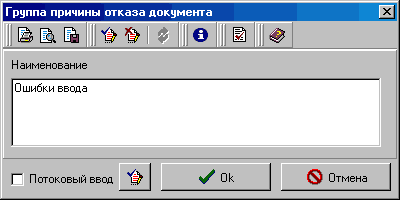 Группа причины отказа документа
Наименование
Ошибки ввода
Потоковый ввод
Ok
Отмена